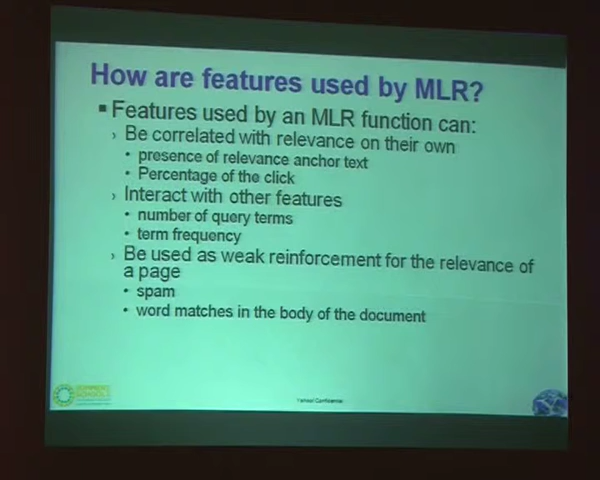 How are features used by MLR?
▪ Features used by an MLR function can:
› Be correlated with relevance on their own
• presence of relevance anchor text
• Percentage of the click
› Interact with other features
• number of query terms
• term frequency
› Be used as weak reinforcement for the relevance of
a page
• spam
• word matches in the body of the document
Yahoo! Confidential